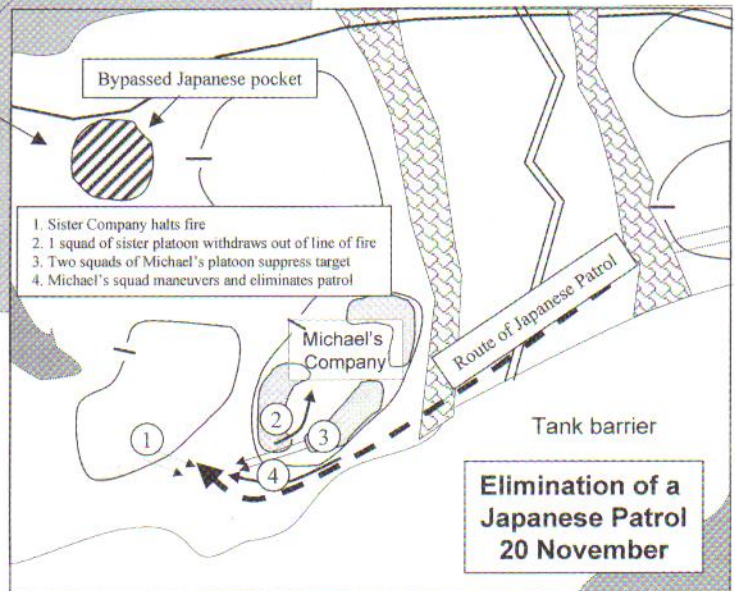 Bypassed Japanese pocket
1. Sister Company halts fire
2. 1 squad of sister platoon withdraws out of line of fire
3. Two squads of Michael's platoon suppress target
4. Michael's squad maneuvers and eliminates patrol
Route of Japanese Patrol
Michael's
Company
1
2
3
4
Tank barrier
Elimination of a
Japanese Patrol
20 November